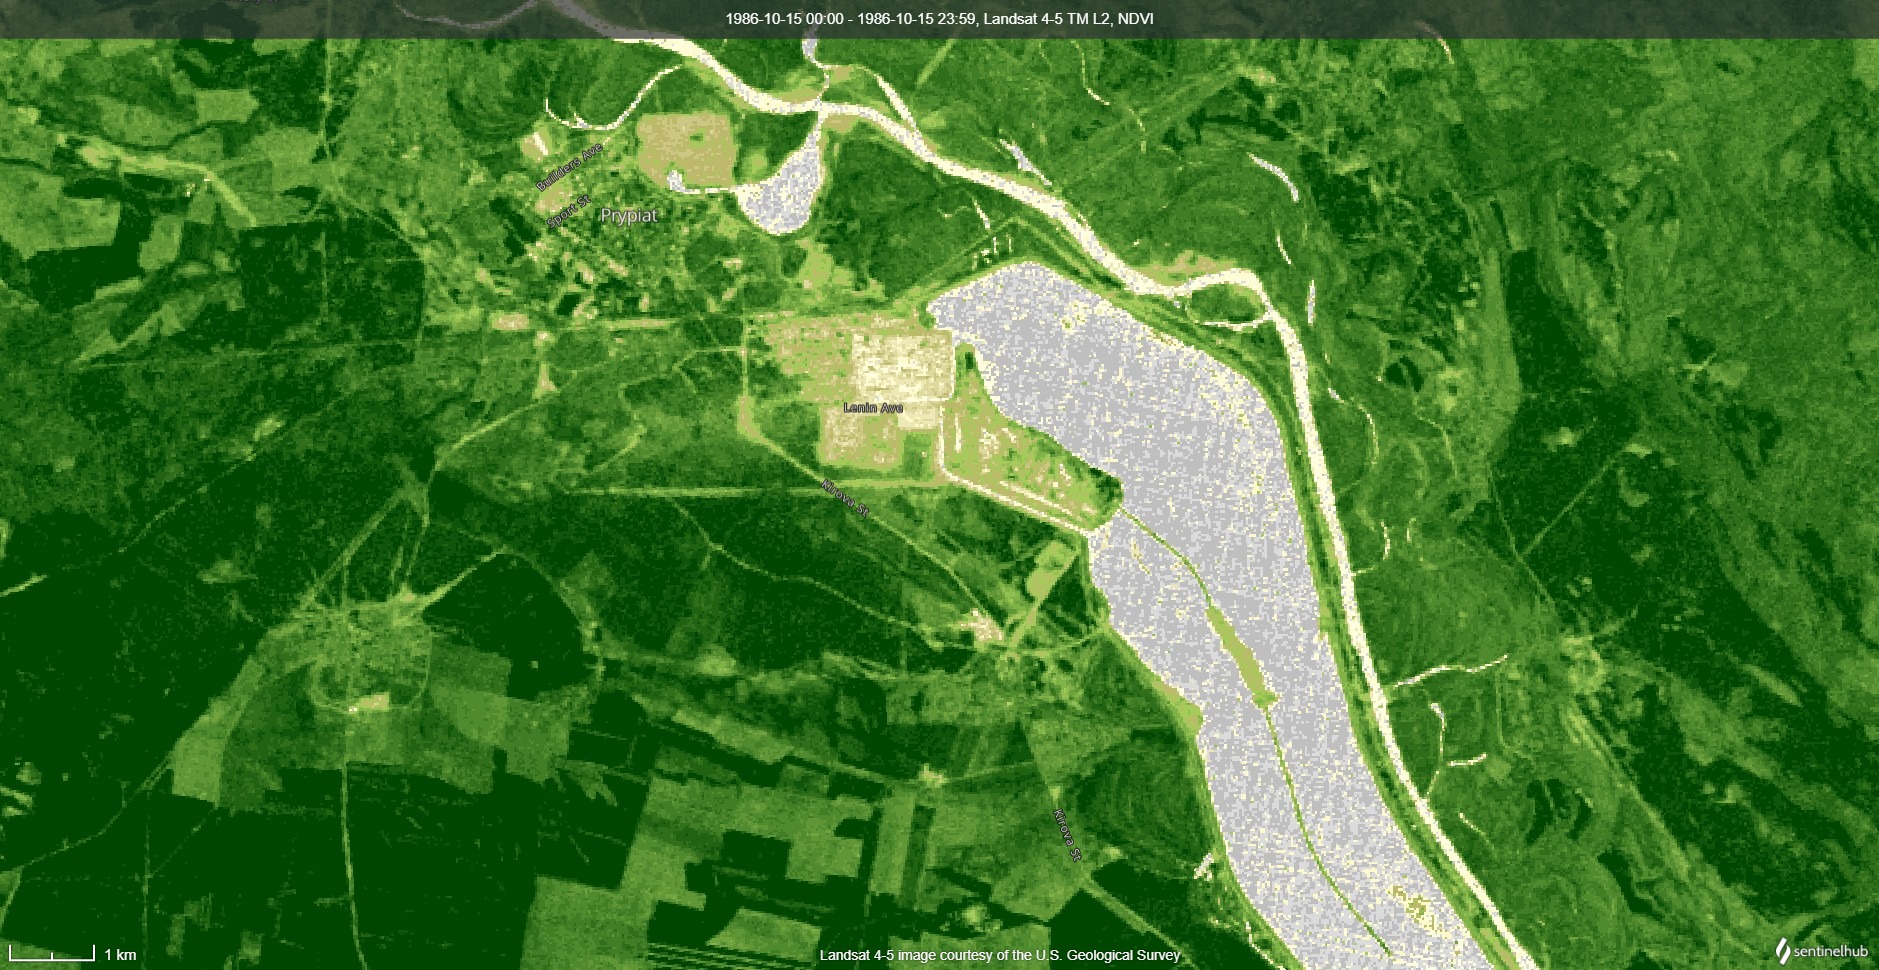 1986-10-15 00:00 - 1986-10-15 23:59, Landsat 4-5 TM L2, NDVI
Builders Ave
Sport St
Prypiat
Lenin Ave
Kirova St
Kirova St
1 km
Landsat 4-5 image courtesy of the U.S. Geological Survey
sentinelhub